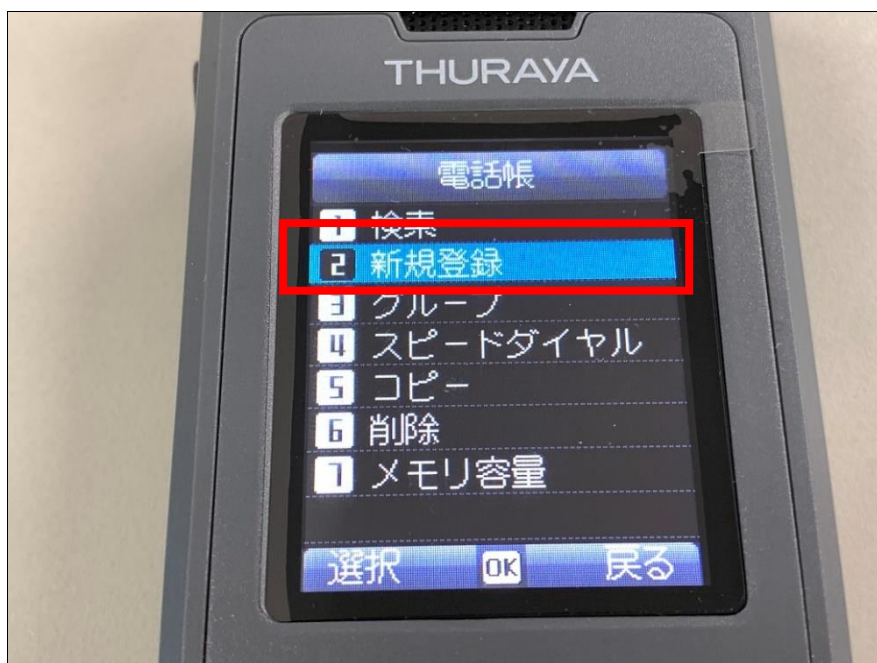 THURAYA
電話帳
1 検索
2 新規登録
3 グループ
4 スピードダイヤル
5 コピー
6 削除
7 メモリ容量
選択 OK 戻る